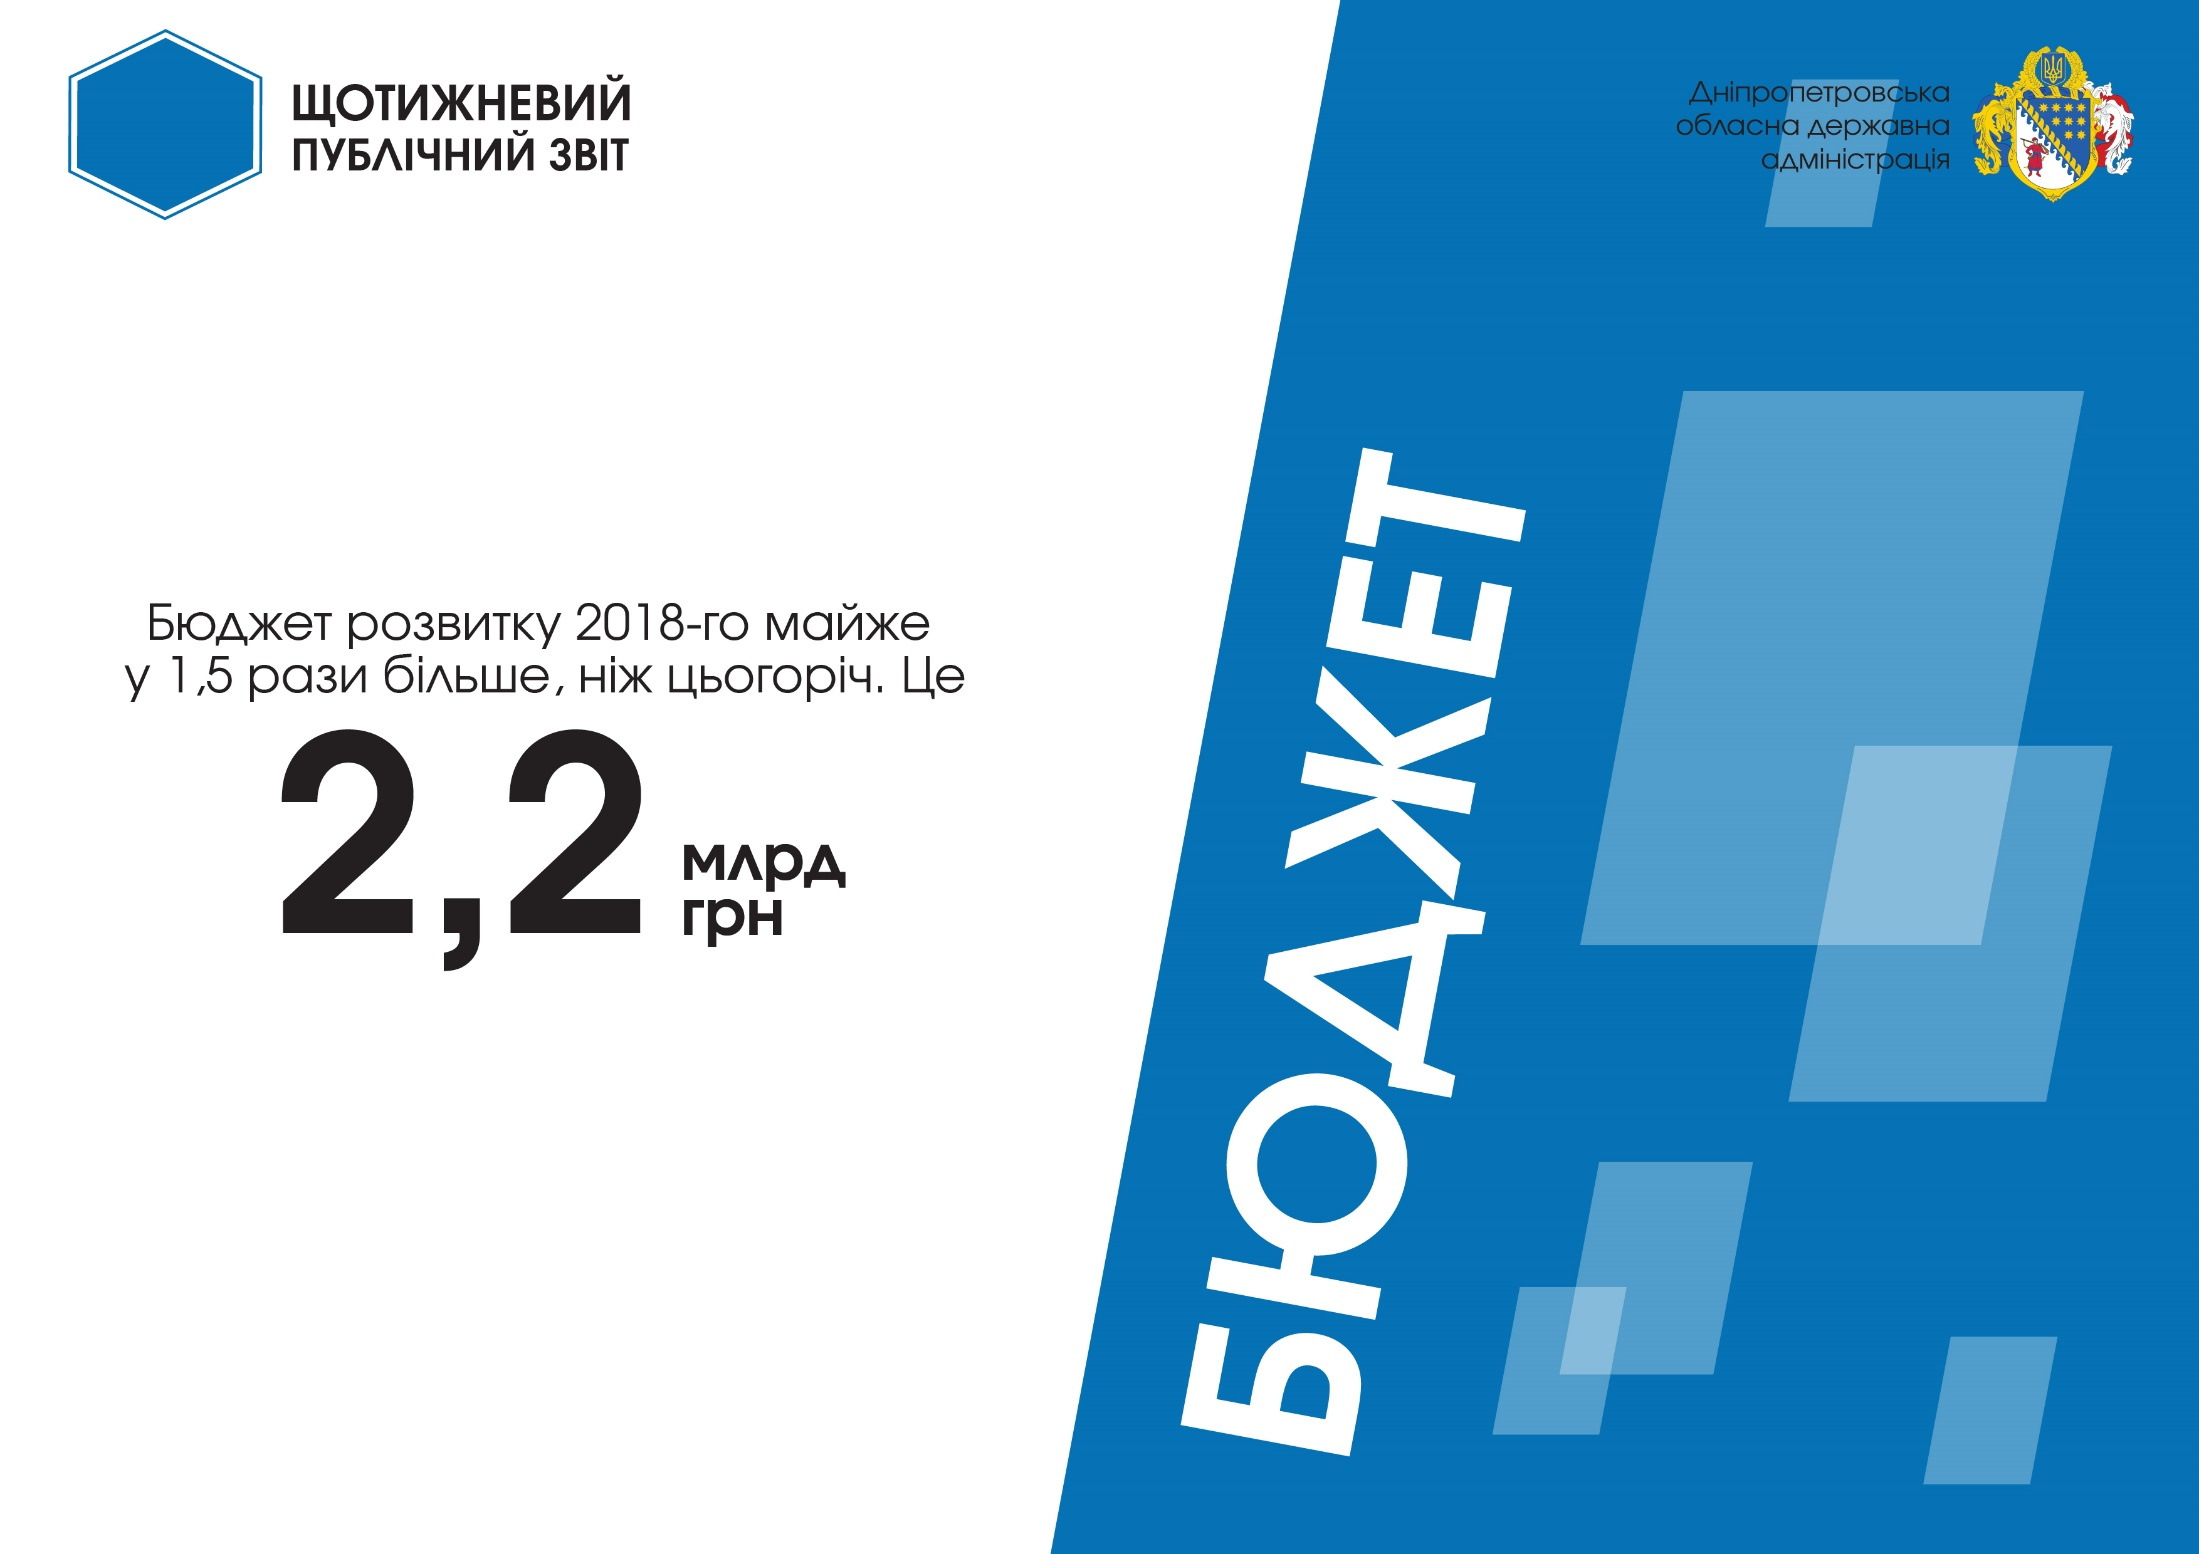 ЩОТИЖНЕВИЙ
ПУБЛІЧНИЙ ЗВІТ
Дніпропетровська
обласна державна
адміністрація
Бюджет розвитку 2018-го майже
у 1,5 рази більше, ніж цьогоріч. Це
2,2 млрд
грн
БЮДЖЕТ